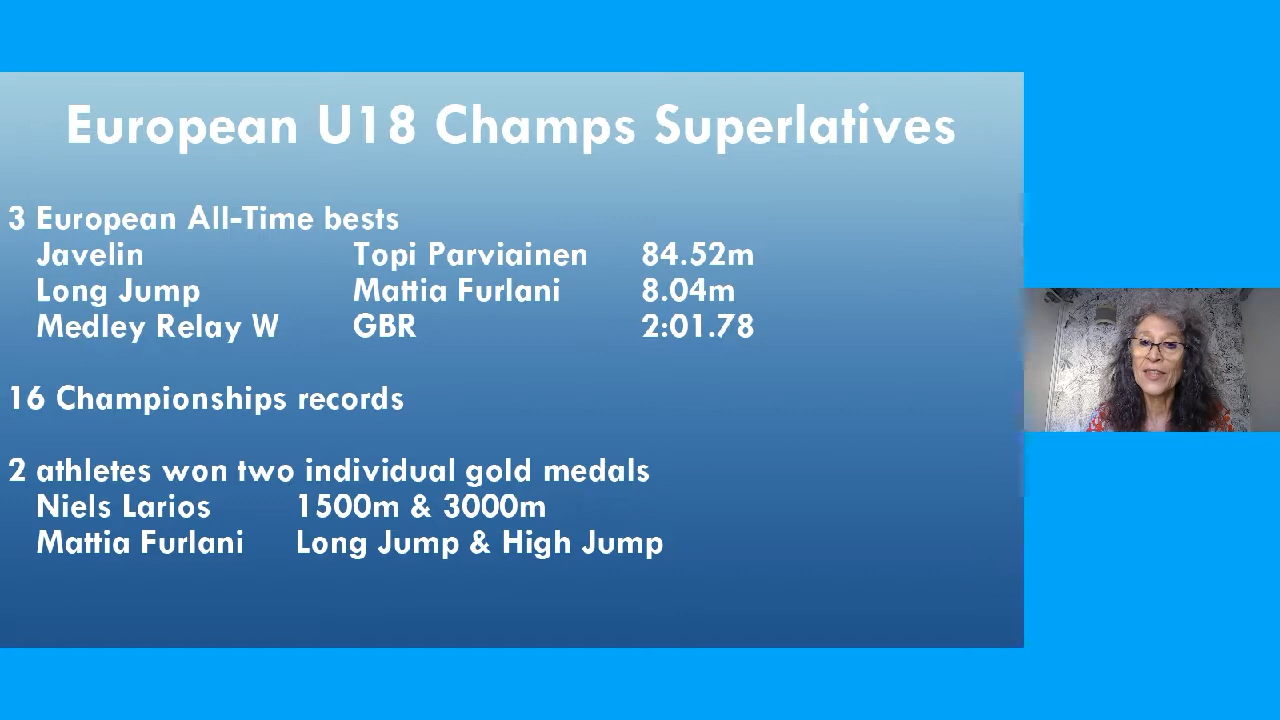 European U18 Champs Superlatives
3 European All-Time bests
Javelin Topi Parviainen 84.52m
Long Jump Mattia Furlani 8.04m
Medley Relay W GBR 2:01.78
16 Championships records
2 athletes won two individual gold medals
Niels Larios 1500m & 3000m
Mattia Furlani Long Jump & High Jump